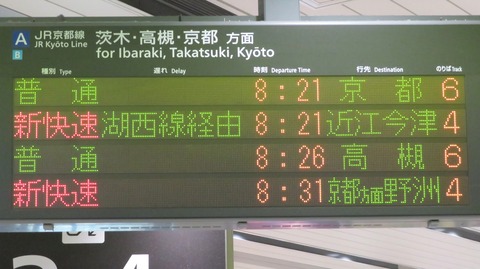 A JR京都線 茨木・高槻・京都 方面
B JR Kyōto Line for Ibaraki, Takatsuki, Kyōto
種別 Type 遅れ Delay 時刻 Departure Time 行先 Destination のりば Track
普通 8:21 京都 6
新快速 湖西線経由 8:21 近江今津 4
普通 8:26 高槻 6
新快速 8:31 京都方面野洲 4